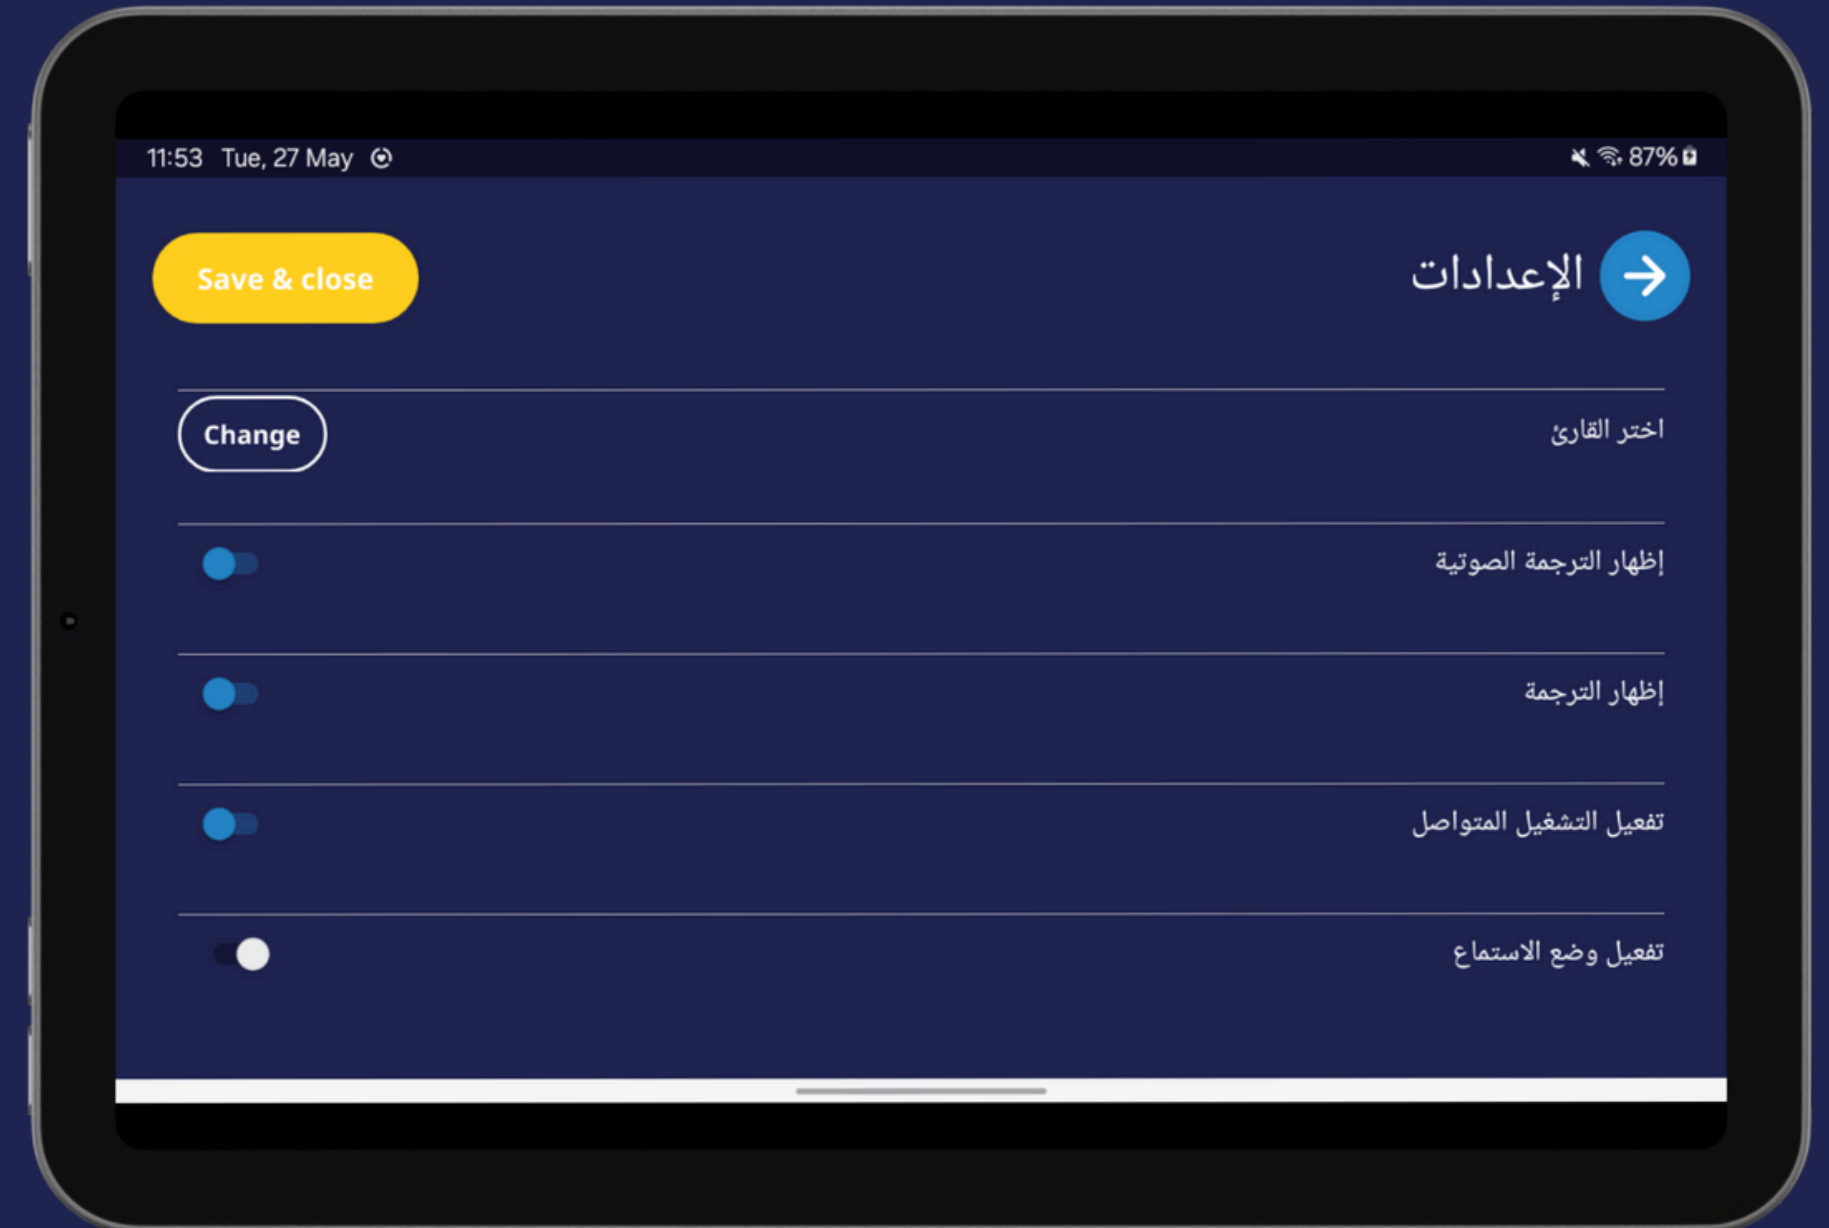 11:53 Tue, 27 May 87%
الإعدادات
Save & close
اختر القارئ
Change
إظهار الترجمة الصوتية
إظهار الترجمة
تفعيل التشغيل المتواصل
تفعيل وضع الاستماع